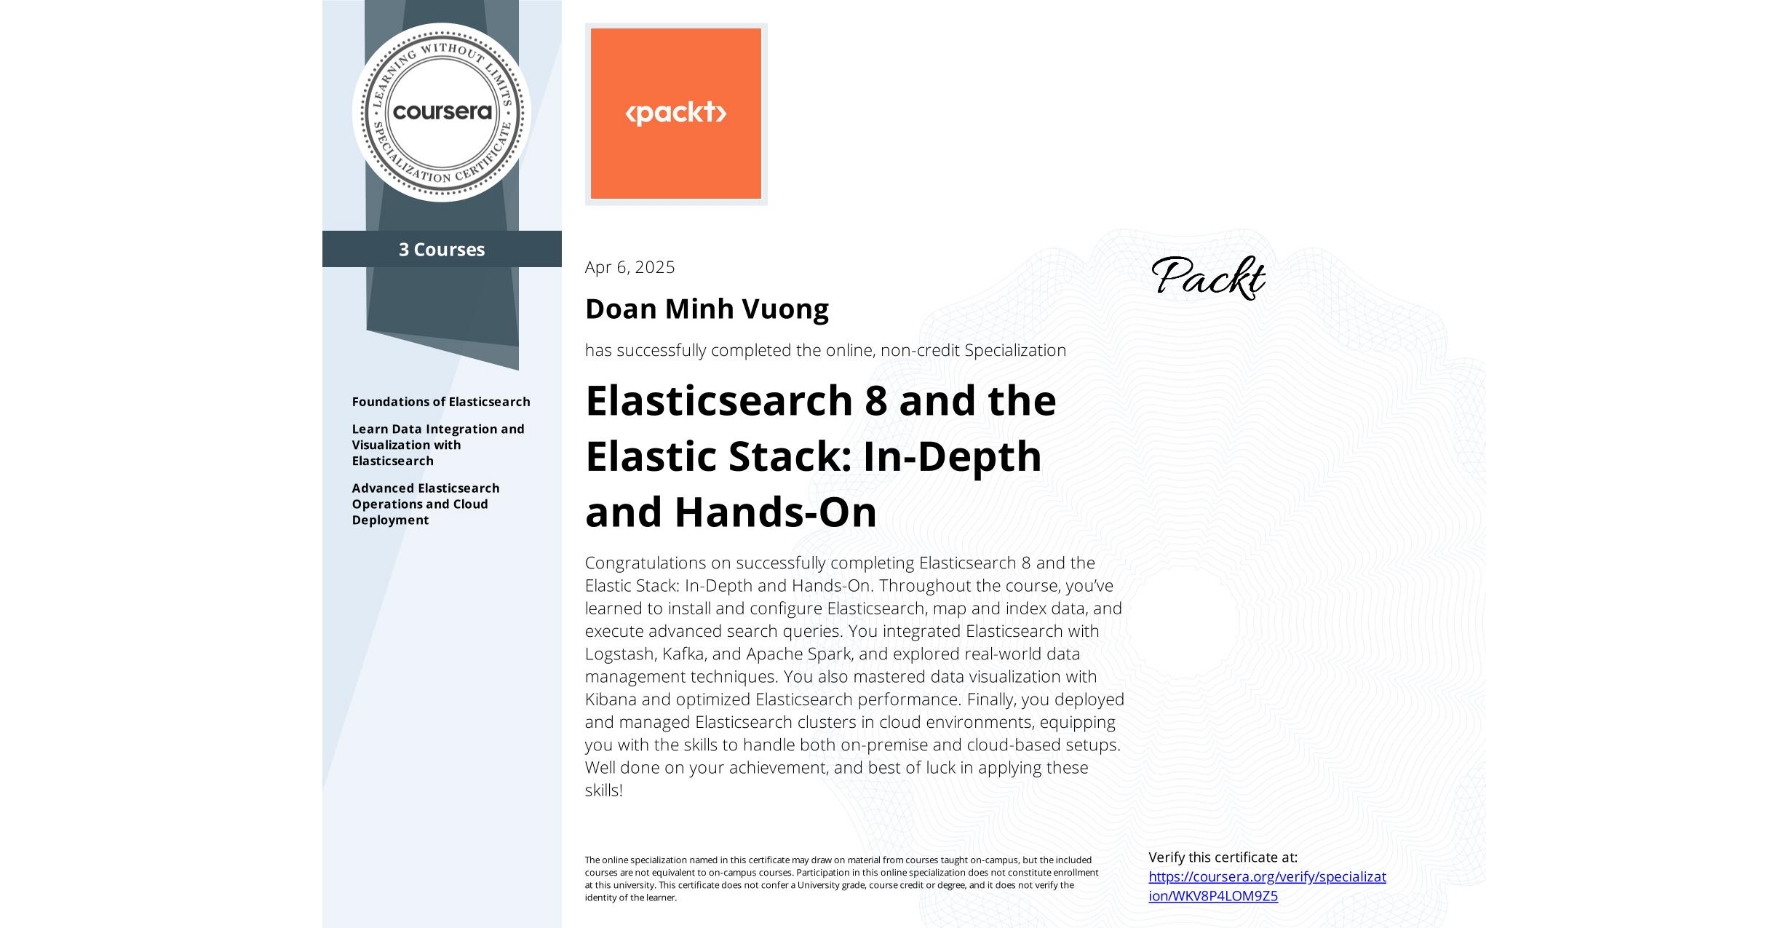 LEARNING WITHOUT LIMITS
coursera
SPECIALIZATION CERTIFICATE
3 Courses
Foundations of Elasticsearch
Learn Data Integration and
Visualization with
Elasticsearch
Advanced Elasticsearch
Operations and Cloud
Deployment
<packt>
Apr 6, 2025
Doan Minh Vuong
has successfully completed the online, non-credit Specialization
Elasticsearch 8 and the
Elastic Stack: In-Depth
and Hands-On
Congratulations on successfully completing Elasticsearch 8 and the
Elastic Stack: In-Depth and Hands-On. Throughout the course, you’ve
learned to install and configure Elasticsearch, map and index data, and
execute advanced search queries. You integrated Elasticsearch with
Logstash, Kafka, and Apache Spark, and explored real-world data
management techniques. You also mastered data visualization with
Kibana and optimized Elasticsearch performance. Finally, you deployed
and managed Elasticsearch clusters in cloud environments, equipping
you with the skills to handle both on-premise and cloud-based setups.
Well done on your achievement, and best of luck in applying these
skills!
The online specialization named in this certificate may draw on material from courses taught on-campus, but the included
courses are not equivalent to on-campus courses. Participation in this online specialization does not constitute enrollment
at this university. This certificate does not confer a University grade, course credit or degree, and it does not verify the
identity of the learner.
Packt
Verify this certificate at:
https://coursera.org/verify/specializat
ion/WKV8P4LOM9Z5